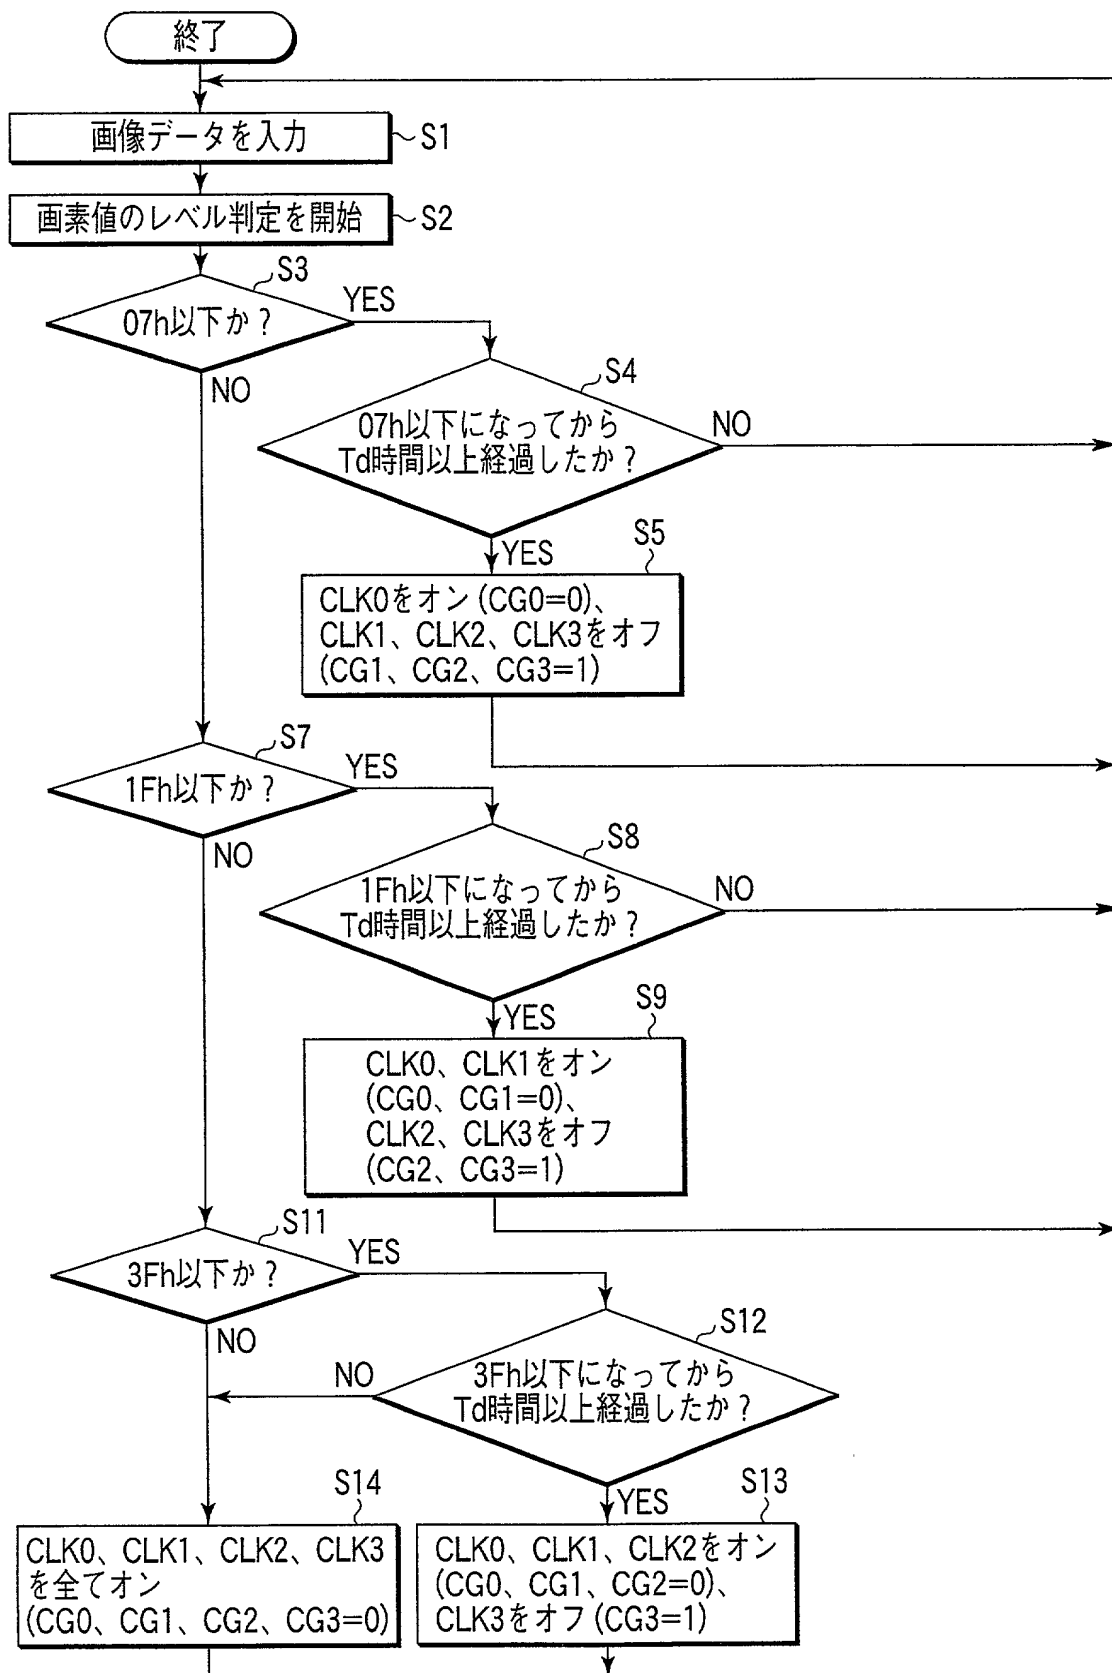 終了
画像データを入力
S1
画素値のレベル判定を開始
S2
S3
07h以下か?
YES
NO
S4
07h以下になってから
Td時間以上経過したか?
NO
YES
S5
CLK0をオン(CG0=0)、
CLK1、CLK2、CLK3をオフ
(CG1、CG2、CG3=1)
S7
1Fh以下か?
YES
NO
S8
1Fh以下になってから
Td時間以上経過したか?
NO
YES
S9
CLK0、CLK1をオン
(CG0、CG1=0)、
CLK2、CLK3をオフ
(CG2、CG3=1)
S11
3Fh以下か?
YES
NO
S12
3Fh以下になってから
Td時間以上経過したか?
NO
YES
S14
CLK0、CLK1、CLK2、CLK3
を全てオン
(CG0、CG1、CG2、CG3=0)
S13
CLK0、CLK1、CLK2をオン
(CG0、CG1、CG2=0)、
CLK3をオフ(CG3=1)